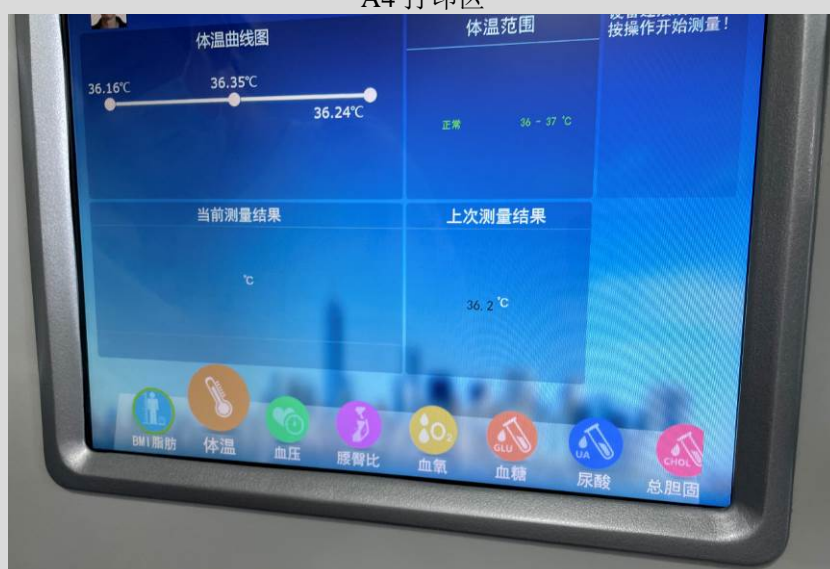 体温曲线图
体温范围
按操作开始测量!
36.16℃
36.35℃
36.24℃
正常 36 - 37 ℃
当前测量结果
上次测量结果
℃
36.2 ℃
GLU
UA
CHOL
O₂
BMI脂肪
体温
血压
腰臀比
血氧
血糖
尿酸
总胆固